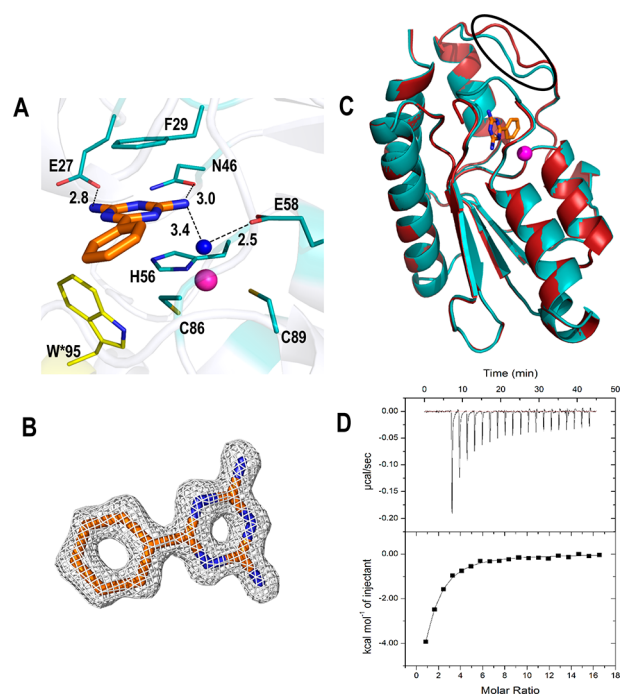 A
F29
E27
N46
2.8
3.0
E58
3.4
2.5
H56
C86
C89
W*95
B
C
D
Time (min)
0 10 20 30 40 50
0.00
-0.05
-0.10
-0.15
-0.20
µcal/sec
0.00
-2.00
-4.00
kcal mol⁻¹ of injectant
0 2 4 6 8 10 12 14 16 18
Molar Ratio